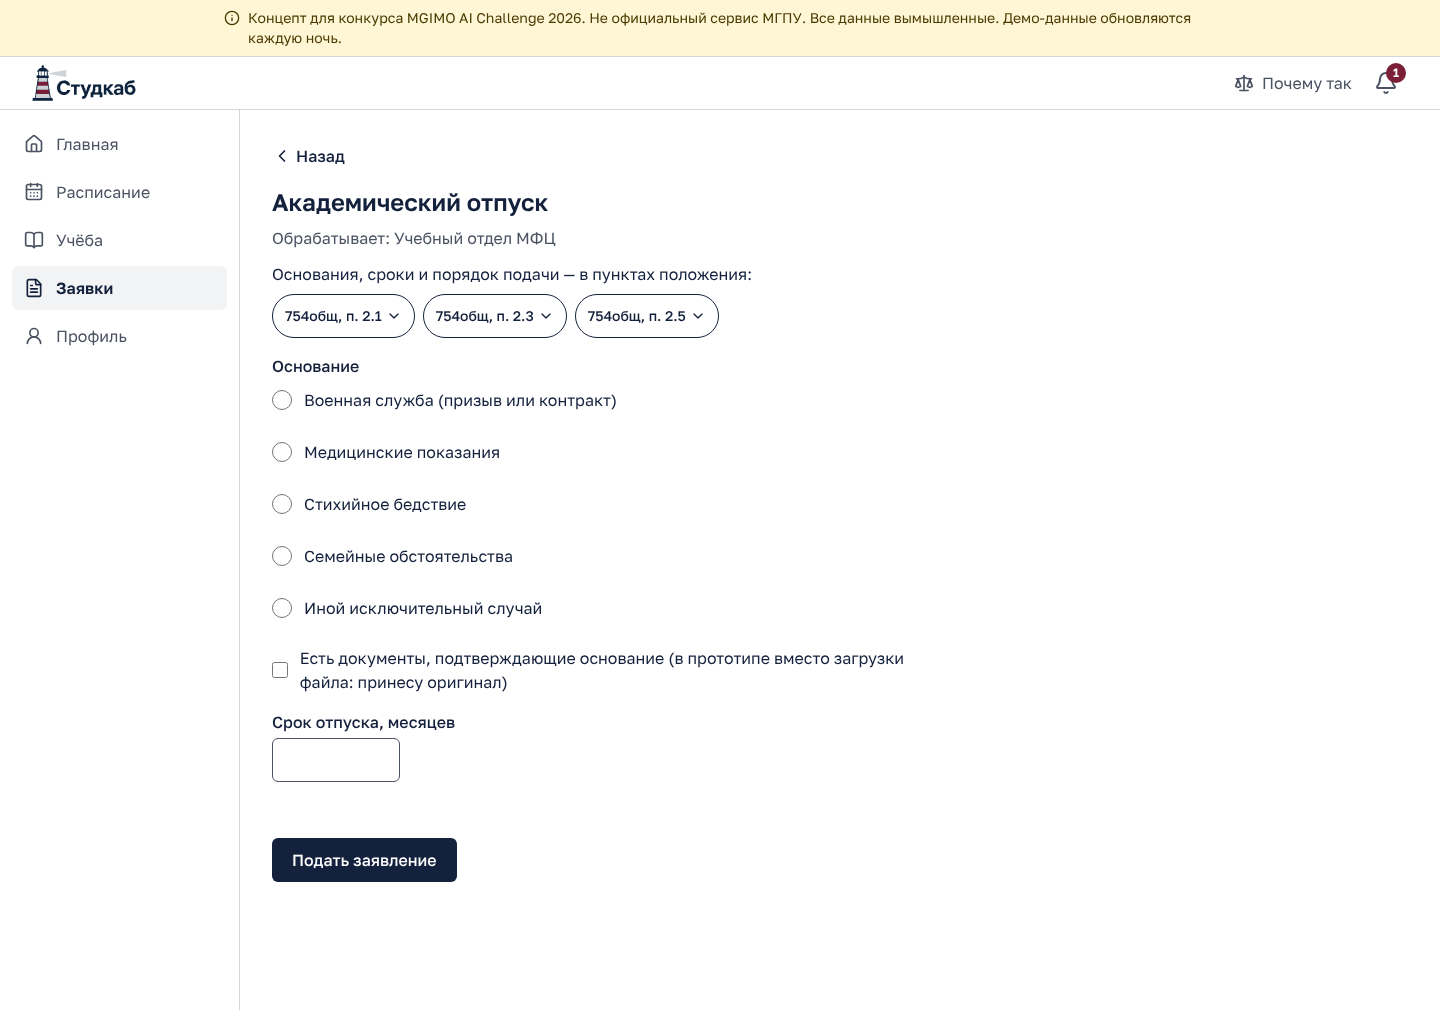 Концепт для конкурса MGIMO AI Challenge 2026. Не официальный сервис МГПУ. Все данные вымышленные. Демо-данные обновляются
каждую ночь.
Студкаб
Почему так
1
Главная
Расписание
Учёба
Заявки
Профиль
Назад
Академический отпуск
Обрабатывает: Учебный отдел МФЦ
Основания, сроки и порядок подачи — в пунктах положения:
754общ, п. 2.1
754общ, п. 2.3
754общ, п. 2.5
Основание
Военная служба (призыв или контракт)
Медицинские показания
Стихийное бедствие
Семейные обстоятельства
Иной исключительный случай
Есть документы, подтверждающие основание (в прототипе вместо загрузки
файла: принесу оригинал)
Срок отпуска, месяцев
Подать заявление